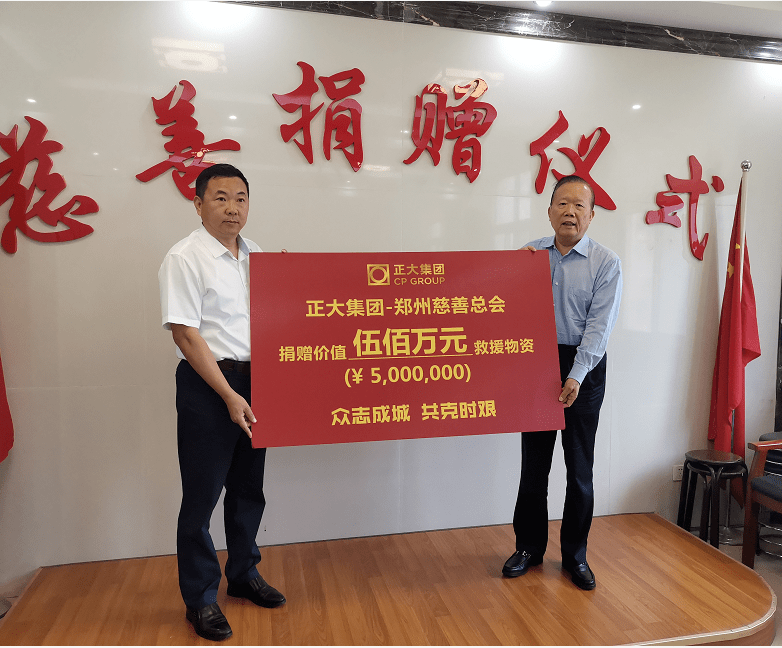 慈善捐赠仪式
正大集团
CP GROUP
正大集团-郑州慈善总会
捐赠价值 伍佰万元 救援物资
(¥ 5,000,000)
众志成城 共克时艰